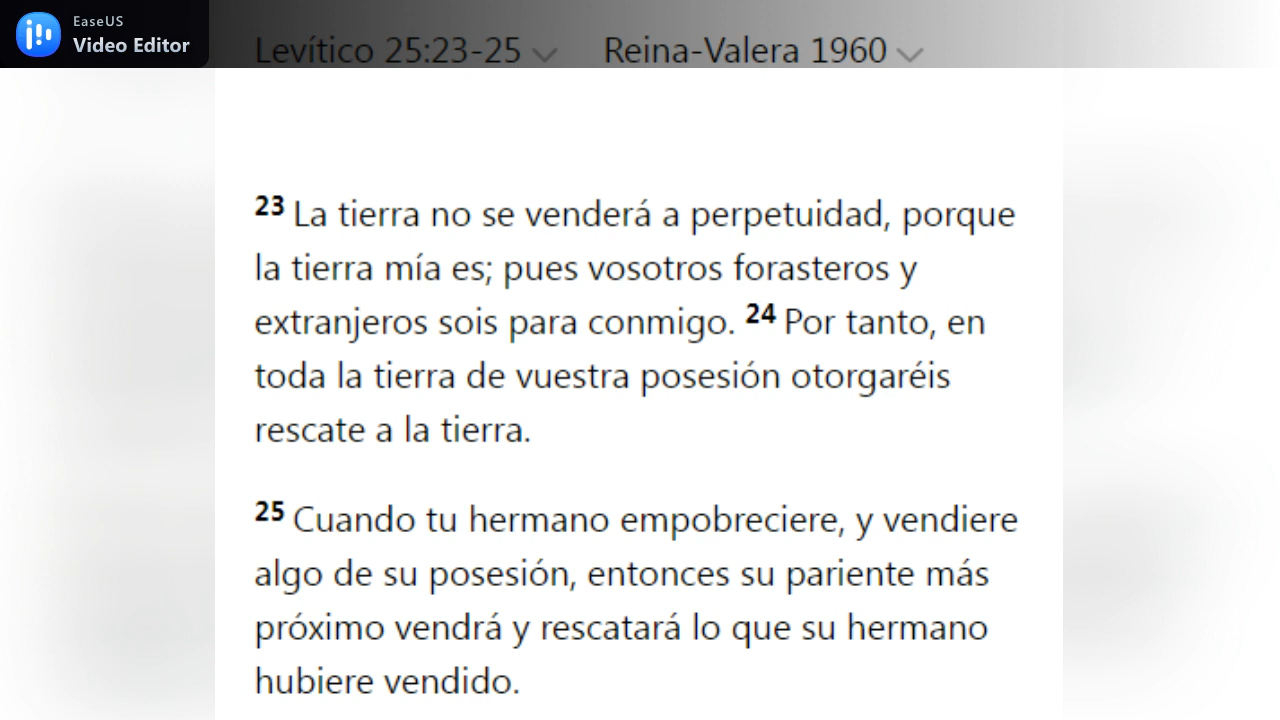 EaseUS
Video Editor
Levítico 25:23-25 Reina-Valera 1960
23 La tierra no se venderá a perpetuidad, porque
la tierra mía es; pues vosotros forasteros y
extranjeros sois para conmigo. 24 Por tanto, en
toda la tierra de vuestra posesión otorgaréis
rescate a la tierra.
25 Cuando tu hermano empobreciere, y vendiere
algo de su posesión, entonces su pariente más
próximo vendrá y rescatará lo que su hermano
hubiere vendido.